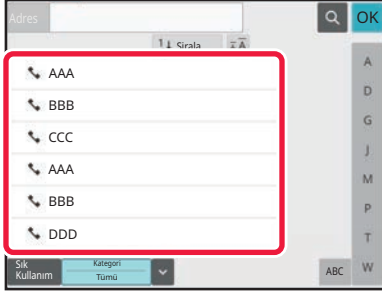 Adres
OK
Sırala
AAA
BBB
CCC
AAA
BBB
DDD
A
D
G
J
M
P
T
W
Sık
Kullanım
Kategori
Tümü
ABC